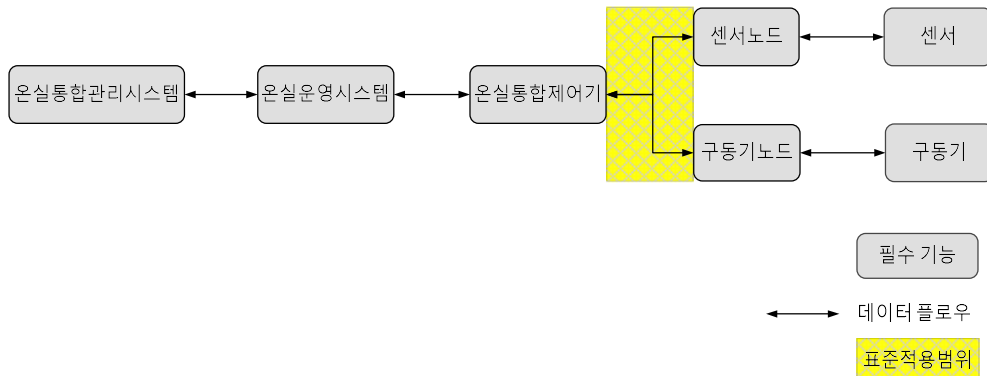 센서노드
센서
온실통합관리시스템
온실운영시스템
온실통합제어기
구동기노드
구동기
필수 기능
데이터 플로우
표준적용범위